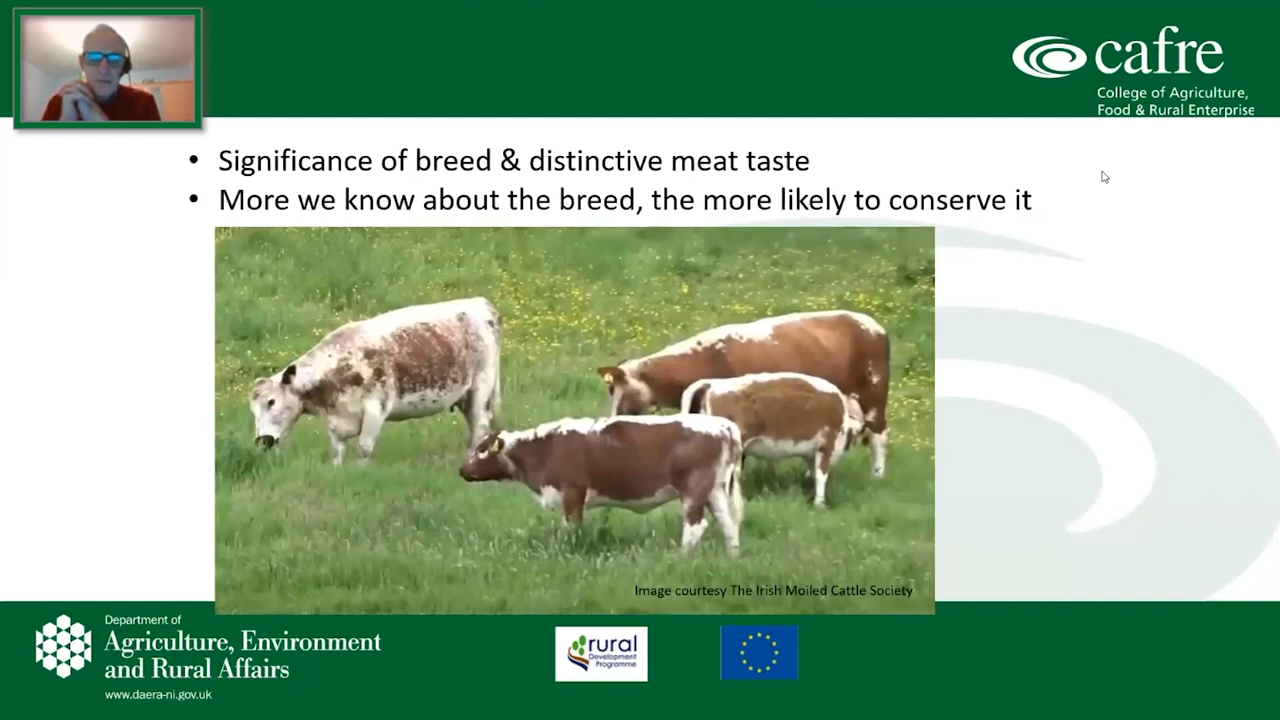 cafre
College of Agriculture,
Food & Rural Enterprise
• Significance of breed & distinctive meat taste
• More we know about the breed, the more likely to conserve it
Image courtesy The Irish Moiled Cattle Society
Department of
Agriculture, Environment
and Rural Affairs
www.daera-ni.gov.uk
rural
Development
Programme